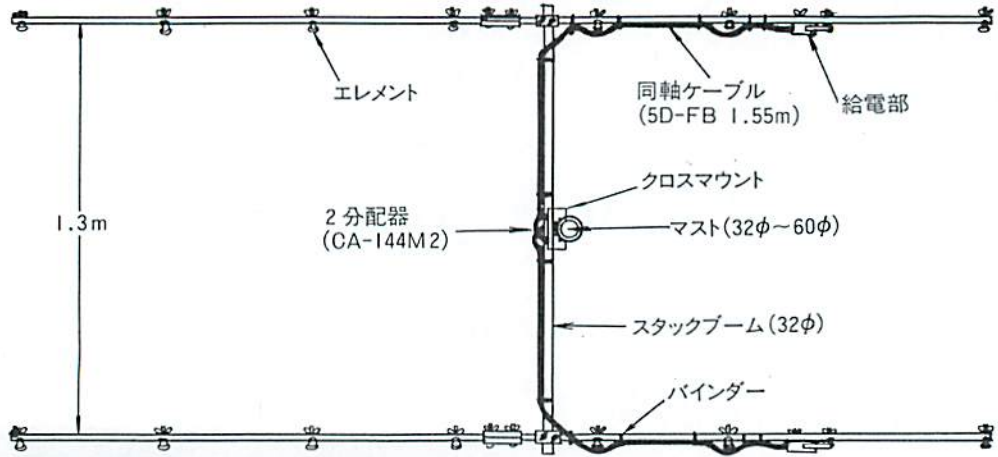 エレメント
同軸ケーブル
(5D-FB 1.55m)
給電部
クロスマウント
1.3m
2分配器
(CA-144M2)
マスト(32φ～60φ)
スタックブーム(32φ)
バインダー